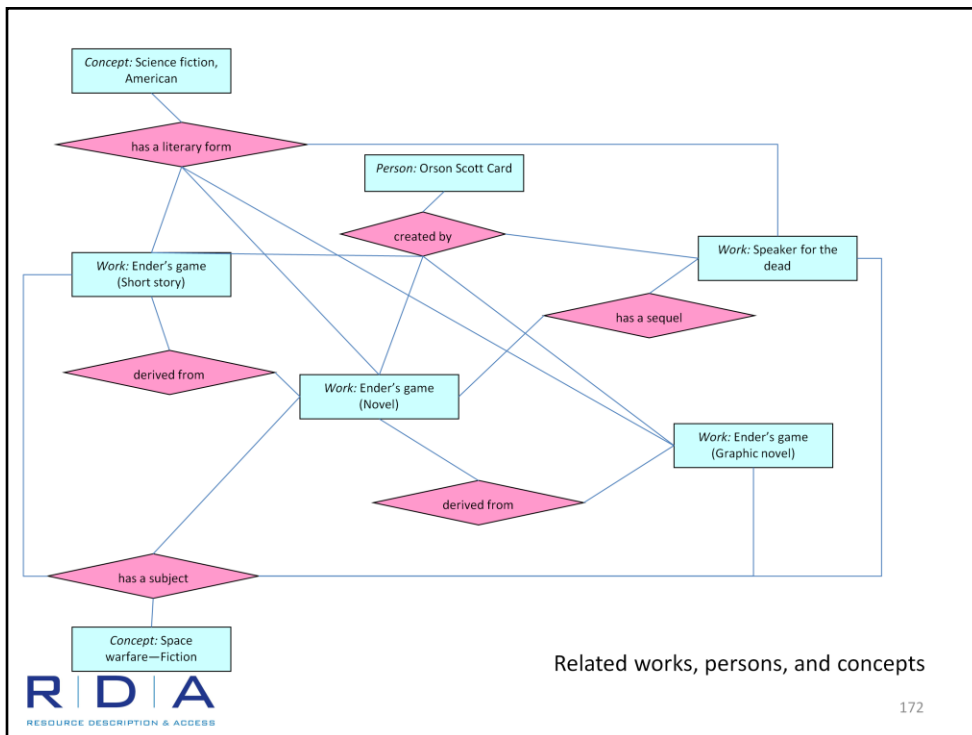 Concept: Science fiction,
American
has a literary form
Person: Orson Scott Card
created by
Work: Speaker for the
dead
Work: Ender’s game
(Short story)
has a sequel
derived from
Work: Ender’s game
(Novel)
Work: Ender’s game
(Graphic novel)
derived from
has a subject
Concept: Space
warfare—Fiction
Related works, persons, and concepts
R | D | A
RESOURCE DESCRIPTION & ACCESS
172